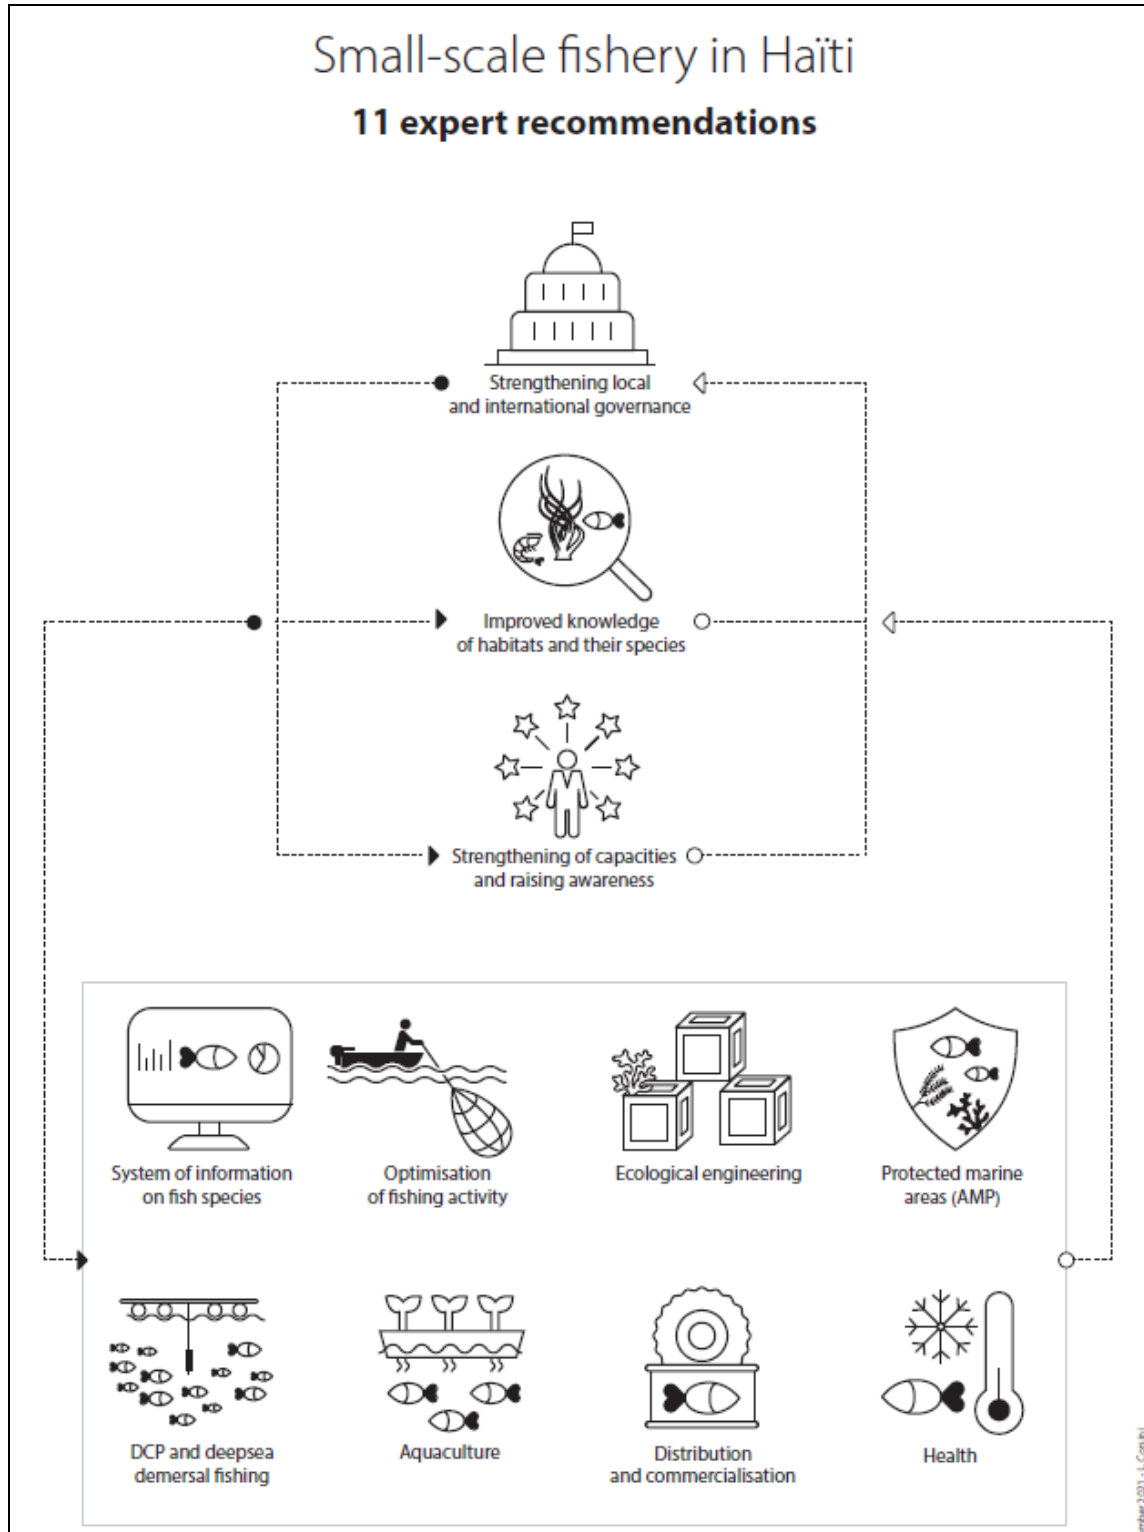 Small-scale fishery in Haïti
11 expert recommendations
Strengthening local
and international governance
Improved knowledge
of habitats and their species
Strengthening of capacities
and raising awareness
System of information
on fish species
Optimisation
of fishing activity
Ecological engineering
Protected marine
areas (AMP)
DCP and deepsea
demersal fishing
Aquaculture
Distribution
and commercialisation
Health
2021 - L.